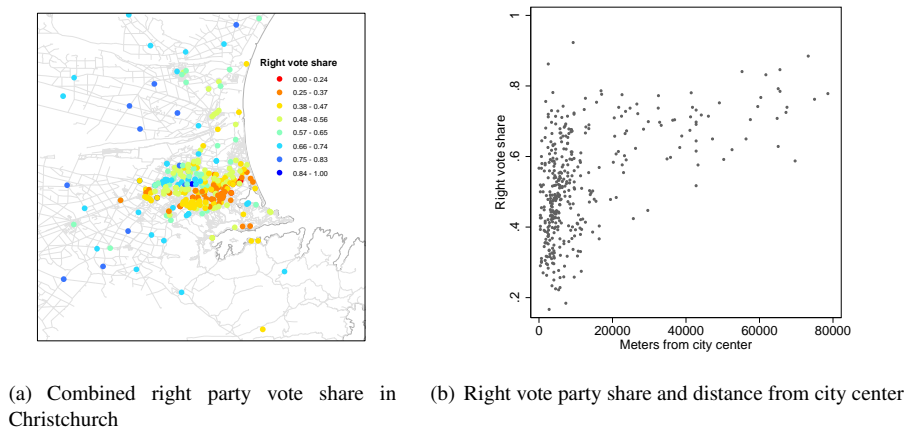 Right vote share
0.00 - 0.24
0.25 - 0.37
0.38 - 0.47
0.48 - 0.56
0.57 - 0.65
0.66 - 0.74
0.75 - 0.83
0.84 - 1.00
(a) Combined right party vote share in
Christchurch
Right vote share
1
.8
.6
.4
.2
0 20000 40000 60000 80000
Meters from city center
(b) Right vote party share and distance from city center